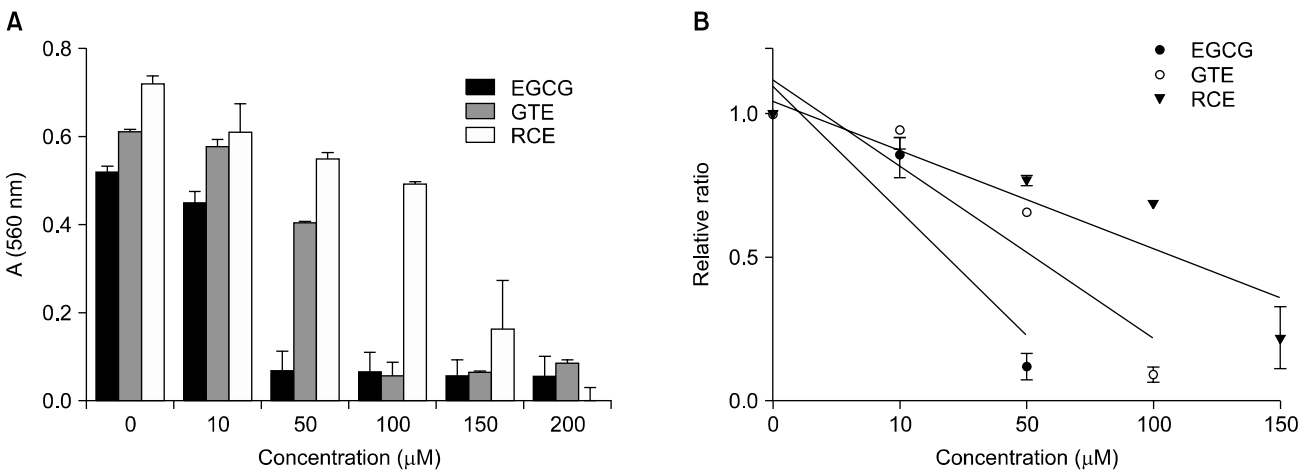 A
0.8
0.6
0.4
0.2
0.0
A (560 nm)
EGCG
GTE
RCE
0 10 50 100 150 200
Concentration (μM)
B
1.0
0.5
0.0
Relative ratio
EGCG
GTE
RCE
0 10 50 100 150
Concentration (μM)